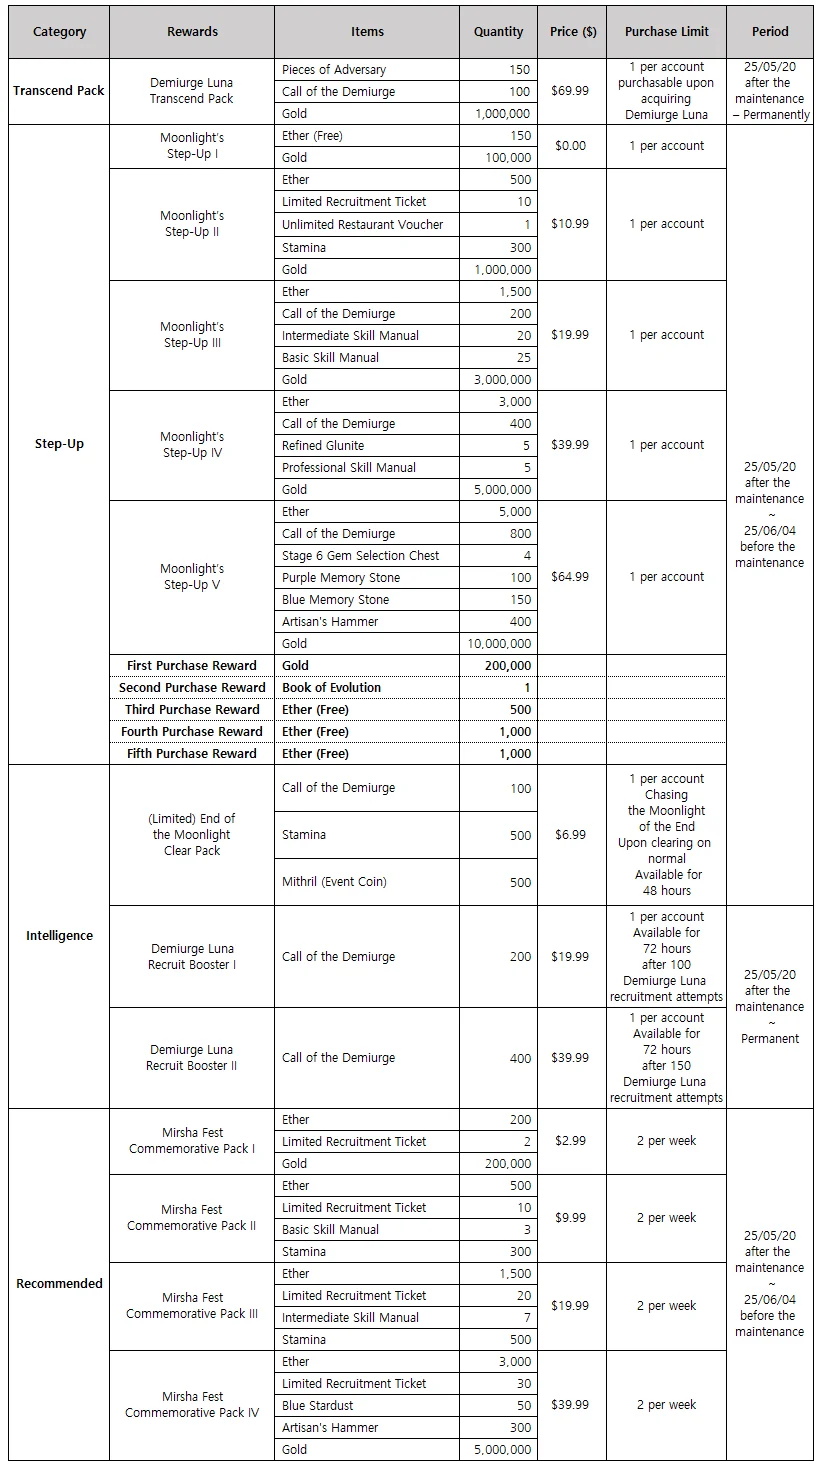 Category Rewards Items Quantity Price ($) Purchase Limit Period
Transcend Pack
Demiurge Luna
Transcend Pack
Pieces of Adversary 150
Call of the Demiurge 100
Gold 1,000,000
$69.99
1 per account
purchasable upon
acquiring
Demiurge Luna
25/05/20
after the
maintenance
– Permanently
Step-Up
Moonlight's
Step-Up I
Ether (Free) 150
Gold 100,000
$0.00
1 per account
Moonlight's
Step-Up II
Ether 500
Limited Recruitment Ticket 10
Unlimited Restaurant Voucher 1
Stamina 300
Gold 1,000,000
$10.99
1 per account
Moonlight's
Step-Up III
Ether 1,500
Call of the Demiurge 200
Intermediate Skill Manual 20
Basic Skill Manual 25
Gold 3,000,000
$19.99
1 per account
Moonlight's
Step-Up IV
Ether 3,000
Call of the Demiurge 400
Refined Glunite 5
Professional Skill Manual 5
Gold 5,000,000
$39.99
1 per account
Moonlight's
Step-Up V
Ether 5,000
Call of the Demiurge 800
Stage 6 Gem Selection Chest 4
Purple Memory Stone 100
Blue Memory Stone 150
Artisan's Hammer 400
Gold 10,000,000
$64.99
1 per account
First Purchase Reward Gold 200,000
Second Purchase Reward Book of Evolution 1
Third Purchase Reward Ether (Free) 500
Fourth Purchase Reward Ether (Free) 1,000
Fifth Purchase Reward Ether (Free) 1,000
25/05/20
after the
maintenance
~
25/06/04
before the
maintenance
Intelligence
(Limited) End of
the Moonlight
Clear Pack
Call of the Demiurge 100
Stamina 500
Mithril (Event Coin) 500
$6.99
1 per account
Chasing
the Moonlight
of the End
Upon clearing on
normal
Available for
48 hours
Demiurge Luna
Recruit Booster I
Call of the Demiurge 200
$19.99
1 per account
Available for
72 hours
after 100
Demiurge Luna
recruitment attempts
Demiurge Luna
Recruit Booster II
Call of the Demiurge 400
$39.99
1 per account
Available for
72 hours
after 150
Demiurge Luna
recruitment attempts
25/05/20
after the
maintenance
~
Permanent
Recommended
Mirsha Fest
Commemorative Pack I
Ether 200
Limited Recruitment Ticket 2
Gold 200,000
$2.99
2 per week
Mirsha Fest
Commemorative Pack II
Ether 500
Limited Recruitment Ticket 10
Basic Skill Manual 3
Stamina 300
$9.99
2 per week
Mirsha Fest
Commemorative Pack III
Ether 1,500
Limited Recruitment Ticket 20
Intermediate Skill Manual 7
Stamina 500
$19.99
2 per week
Mirsha Fest
Commemorative Pack IV
Ether 3,000
Limited Recruitment Ticket 30
Blue Stardust 50
Artisan's Hammer 300
Gold 5,000,000
$39.99
2 per week
25/05/20
after the
maintenance
~
25/06/04
before the
maintenance